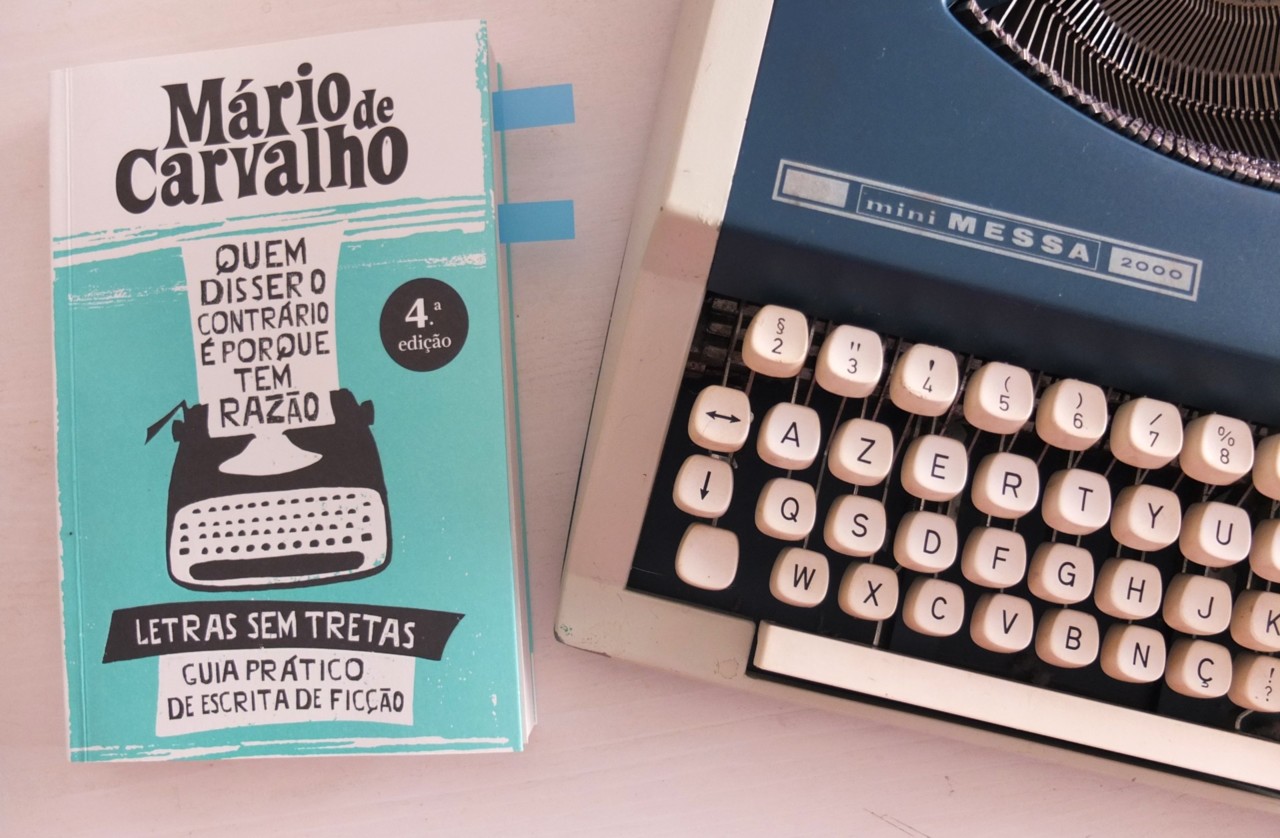 Mário de
Carvalho
QUEM
DISSER O
CONTRÁRIO
É PORQUE
TEM
RAZÃO
4.ª
edição
LETRAS SEM TRETAS
GUIA PRÁTICO
DE ESCRITA DE FICÇÃO
mini MESSA 2000
§ " ' ( ) / %
2 3 4 5 6 7 8
↔ A Z E R T Y U
↓ Q S D F G H J K
W X C V B N Ç !
?